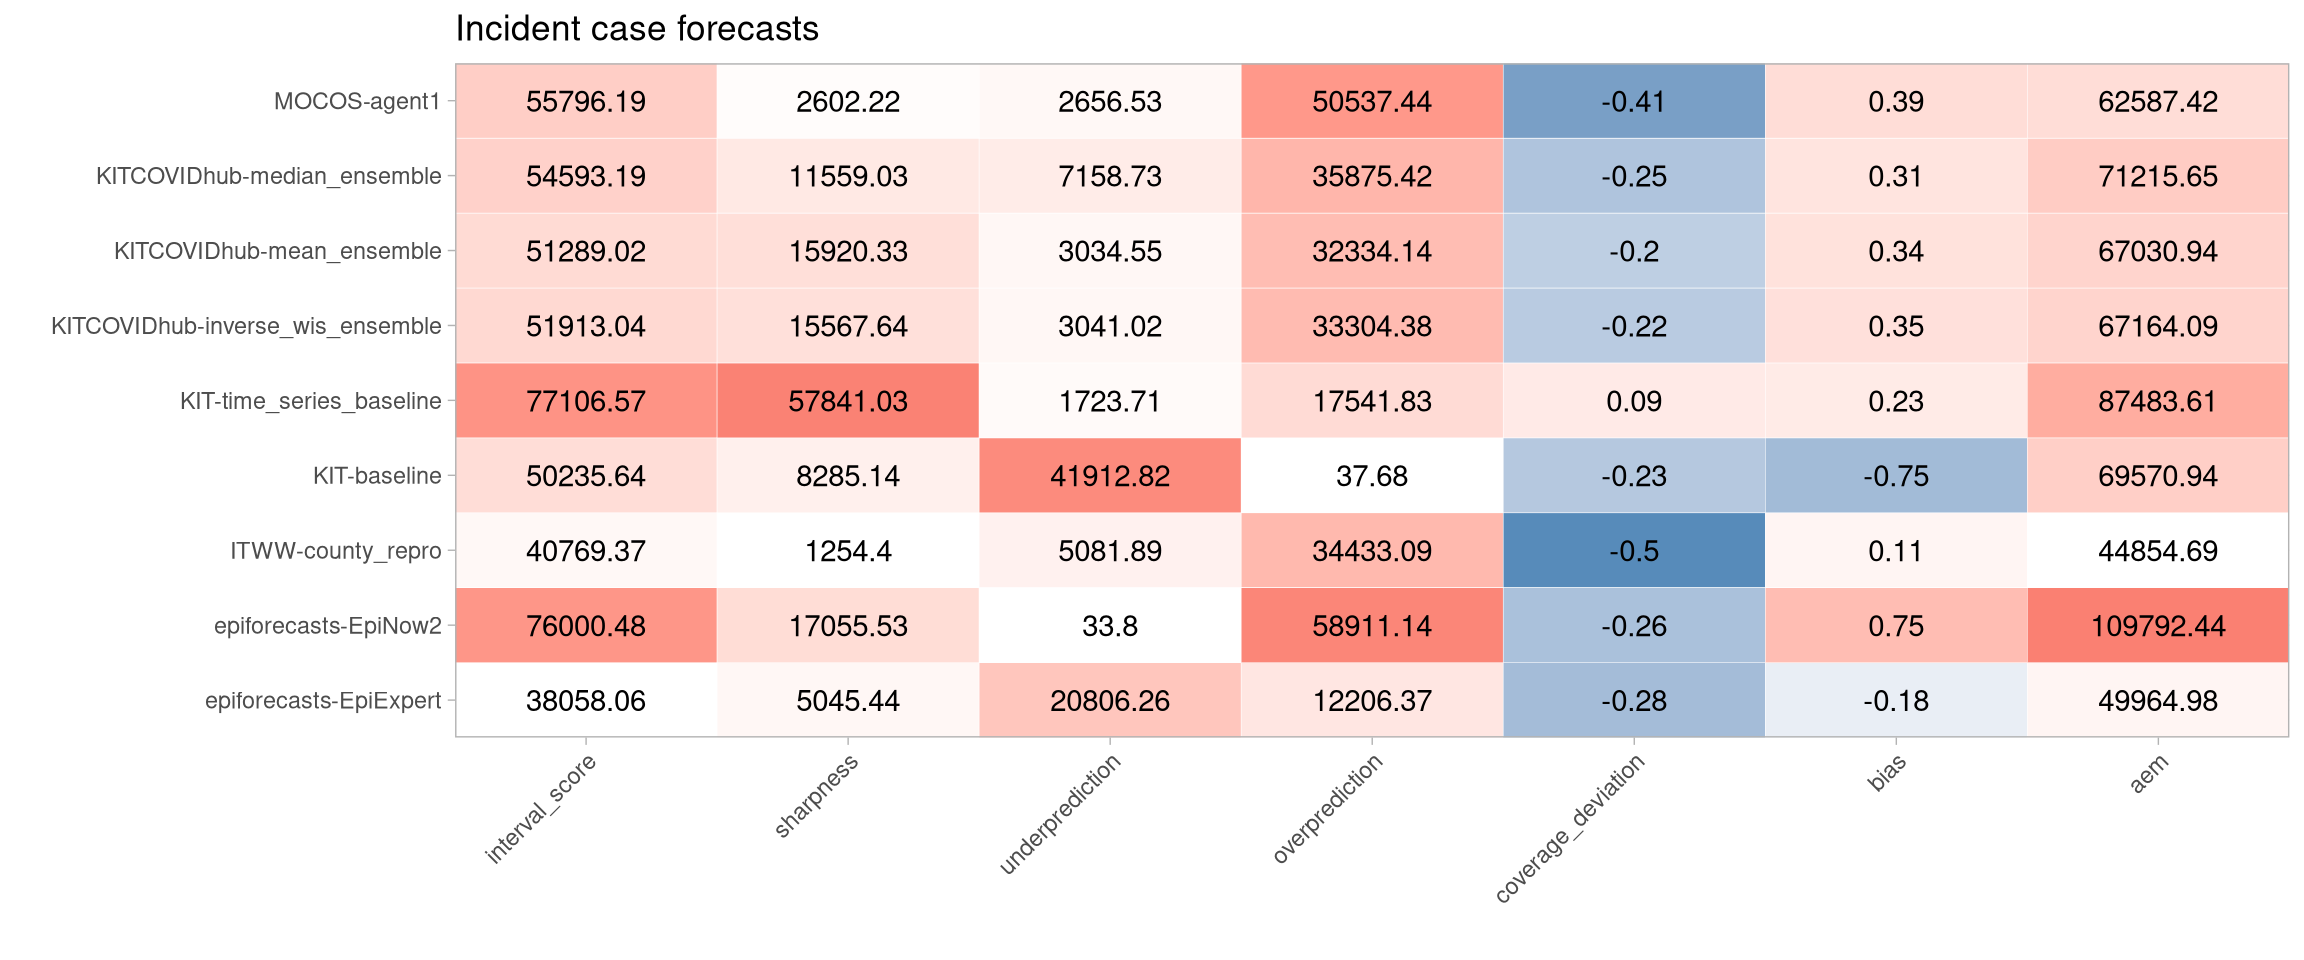 Incident case forecasts
MOCOS-agent1 55796.19 2602.22 2656.53 50537.44 -0.41 0.39 62587.42
KITCOVIDhub-median_ensemble 54593.19 11559.03 7158.73 35875.42 -0.25 0.31 71215.65
KITCOVIDhub-mean_ensemble 51289.02 15920.33 3034.55 32334.14 -0.2 0.34 67030.94
KITCOVIDhub-inverse_wis_ensemble 51913.04 15567.64 3041.02 33304.38 -0.22 0.35 67164.09
KIT-time_series_baseline 77106.57 57841.03 1723.71 17541.83 0.09 0.23 87483.61
KIT-baseline 50235.64 8285.14 41912.82 37.68 -0.23 -0.75 69570.94
ITWW-county_repro 40769.37 1254.4 5081.89 34433.09 -0.5 0.11 44854.69
epiforecasts-EpiNow2 76000.48 17055.53 33.8 58911.14 -0.26 0.75 109792.44
epiforecasts-EpiExpert 38058.06 5045.44 20806.26 12206.37 -0.28 -0.18 49964.98
interval_score sharpness underprediction overprediction coverage_deviation bias aem